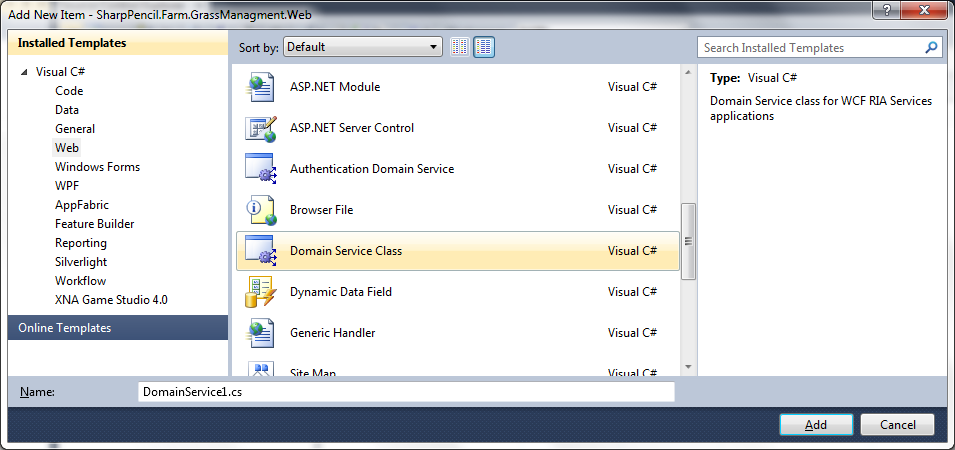 Add New Item - SharpPencil.Farm.GrassManagment.Web
Installed Templates
Visual C#
Code
Data
General
Web
Windows Forms
WPF
AppFabric
Feature Builder
Reporting
Silverlight
Workflow
XNA Game Studio 4.0
Online Templates
Sort by: Default
ASP.NET Module Visual C#
ASP.NET Server Control Visual C#
Authentication Domain Service Visual C#
Browser File Visual C#
Domain Service Class Visual C#
Dynamic Data Field Visual C#
Generic Handler Visual C#
Site Map Visual C#
Search Installed Templates
Type: Visual C#
Domain Service class for WCF RIA Services
applications
Name: DomainService1.cs
Add Cancel